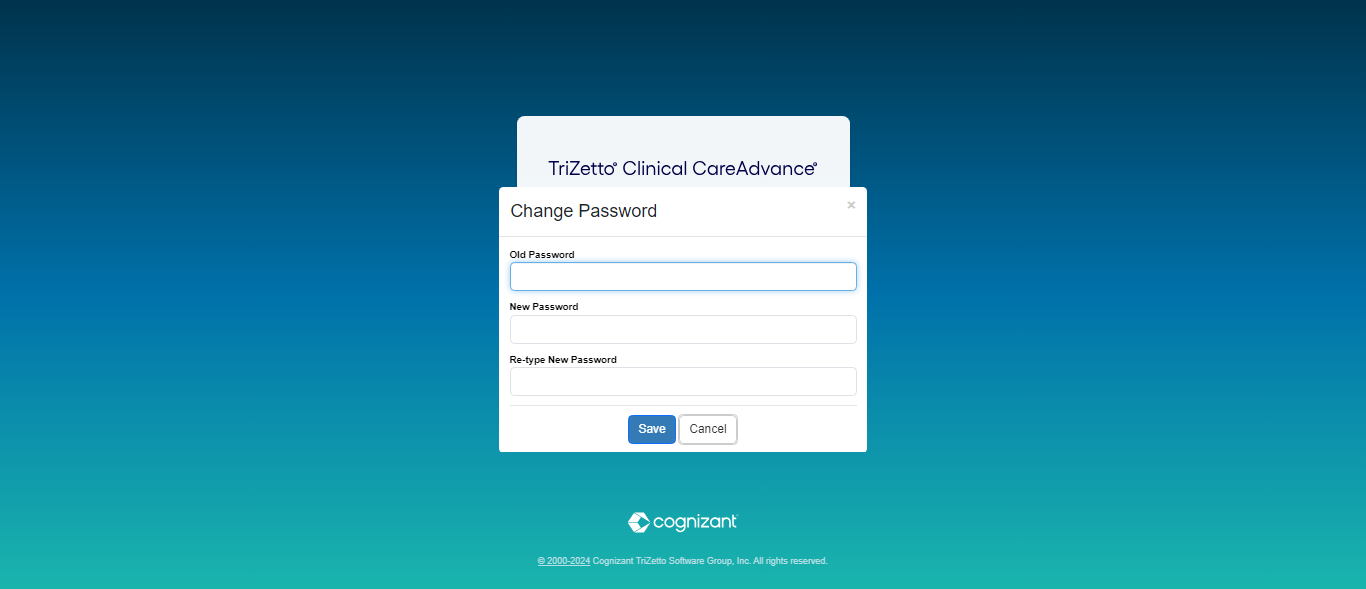 TriZetto® Clinical CareAdvance®
Change Password ×
Old Password
New Password
Re-type New Password
Save Cancel
cognizant
© 2000-2024 Cognizant TriZetto Software Group, Inc. All rights reserved.